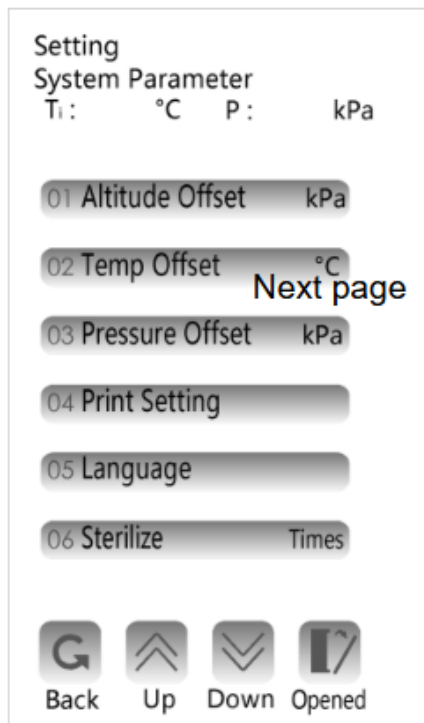 Setting
System Parameter
Ti : °C P : kPa
01 Altitude Offset kPa
02 Temp Offset °C
Next page
03 Pressure Offset kPa
04 Print Setting
05 Language
06 Sterilize Times
Back Up Down Opened